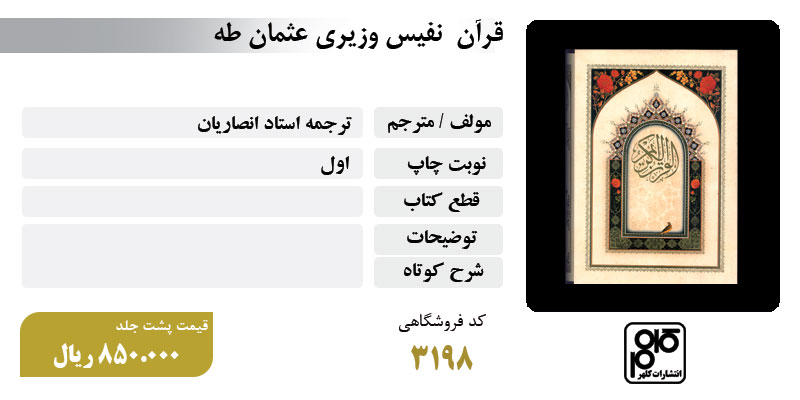 قرآن نفیس وزیری عثمان طه
مولف / مترجم
ترجمه استاد انصاریان
نوبت چاپ
اول
قطع کتاب
توضیحات
شرح کوتاه
کد فروشگاهی
۳۱۹۸
قیمت پشت جلد
۸۵۰.۰۰۰ ریال
القرآن الکریم
انتشارات کلهر